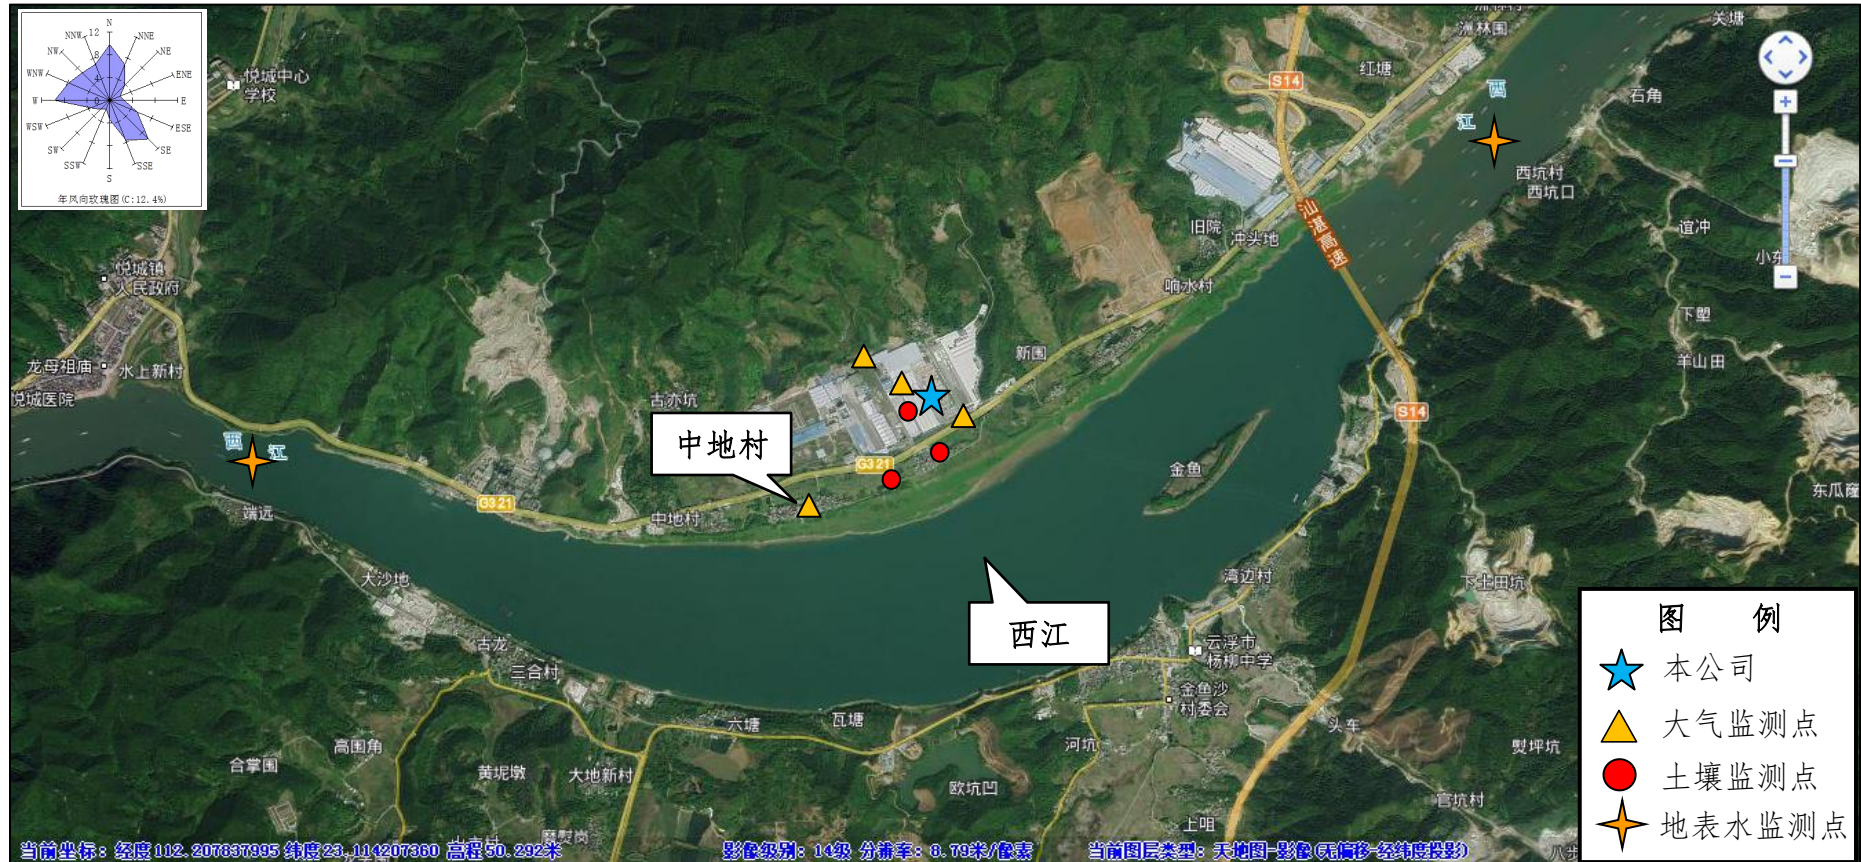 N
NNE
NE
ENE
E
ESE
SE
SSE
S
SSW
SW
WSW
W
WNW
NW
NNW
12
8
4
0
年风向玫瑰图(C:12.4%)
悦城中心
学校
关塘
洲林围
红塘
S14
西
江
石角
西坑村
西坑口
谊冲
旧院
冲头地
汕湛高速
悦城镇
人民政府
响水村
下塱
羊山田
新围
龙母祖庙
水上新村
悦城医院
古亦坑
S14
中地村
西
江
G321
金鱼
东瓜窿
G321
端远
中地村
大沙地
湾边村
下土田坑
西江
古龙
三合村
云浮市
杨柳中学
金鱼沙
村委会
六塘
瓦塘
头车
高围角
河坑
熨坪坑
合掌围
黄坭墩
大地新村
欧坑凹
官坑村
上咀
图 例
本公司
大气监测点
土壤监测点
地表水监测点
当前坐标：经度112.207837995 纬度23.114207360 高程50.292米
影像级别：14级 分辨率：8.79米/像素
当前图层类型：天地图-影像(无偏移-经纬度投影)